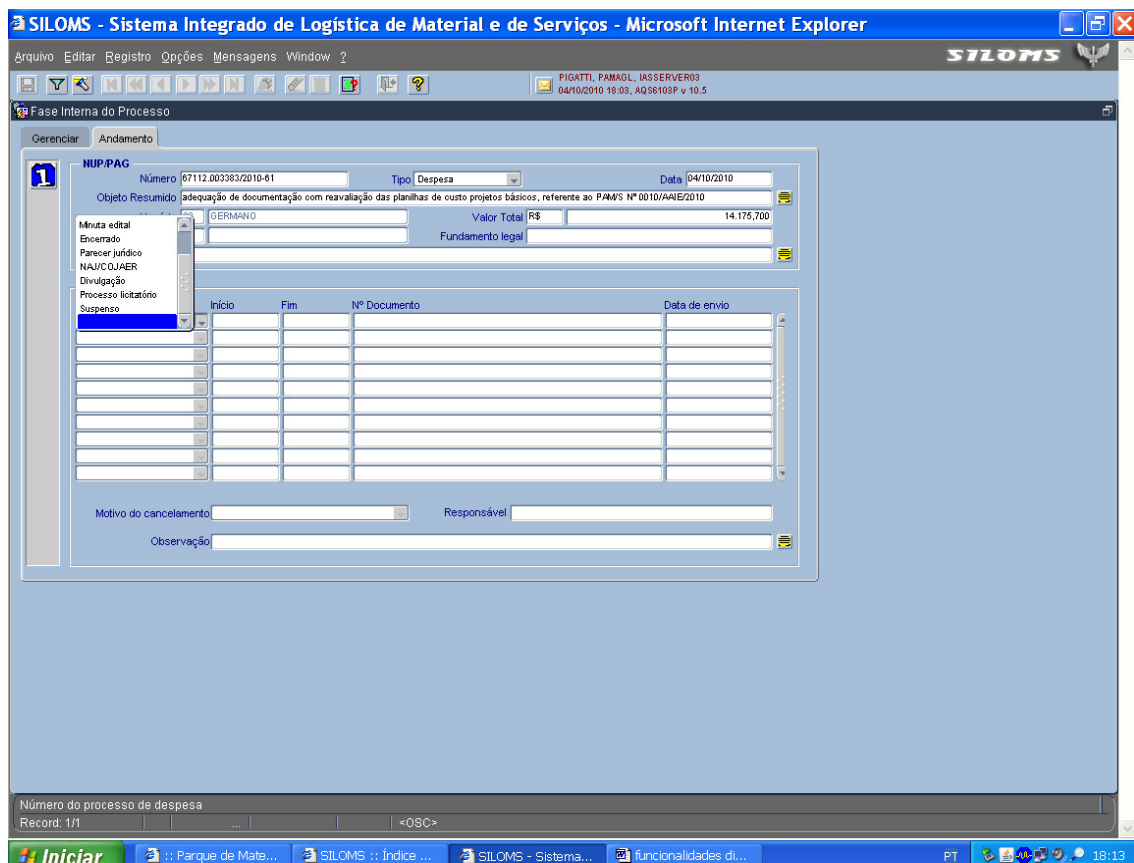 SILOMS - Sistema Integrado de Logística de Material e de Serviços - Microsoft Internet Explorer
Arquivo Editar Registro Opções Mensagens Window ?
SILOMS
PIGATTI, PAMAGL, IASSERVER03
04/10/2010 18:03, AQS6103P v 10.5
Fase Interna do Processo
Gerenciar Andamento
1
NUP/PAG
Número 67112.003383/2010-61 Tipo Despesa Data 04/10/2010
Objeto Resumido adequação de documentação com reavaliação das planilhas de custo projetos básicos, referente ao PAM/S Nº 0010/AAIE/2010
GERMANO Valor Total R$ 14.175,700
Fundamento legal
Minuta edital
Encerrado
Parecer jurídico
NAJ/COJAER
Divulgação
Processo licitatório
Suspenso
Início Fim Nº Documento Data de envio
Motivo do cancelamento Responsável
Observação
Número do processo de despesa
Record: 1/1 ... <OSC>
Iniciar :: Parque de Mate... SILOMS :: Índice ... SILOMS - Sistema... funcionalidades di... PT 18:13